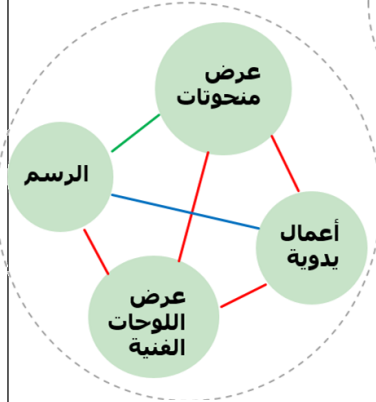 عرض
منحوتات
الرسم
أعمال
يدوية
عرض
اللوحات
الفنية